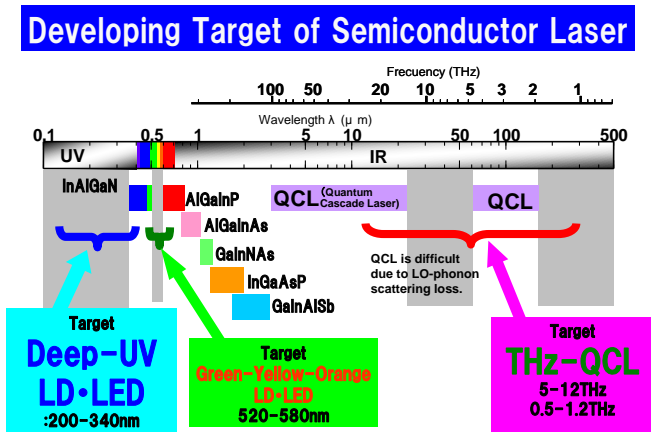 Developing Target of Semiconductor Laser
Frecuency (THz)
100 50 20 10 5 3 2 1
Wavelength λ (μ m)
0.1 0.5 1 5 10 50 100 500
UV IR
InAlGaN
AlGaInP
QCL (Quantum Cascade Laser)
QCL
AlGaInAs
GaInNAs
InGaAsP
GaInAlSb
QCL is difficult
due to LO-phonon
scattering loss.
Target
Deep-UV
LD・LED
:200-340nm
Target
Green-Yellow-Orange
LD・LED
520-580nm
Target
THz-QCL
5-12THz
0.5-1.2THz